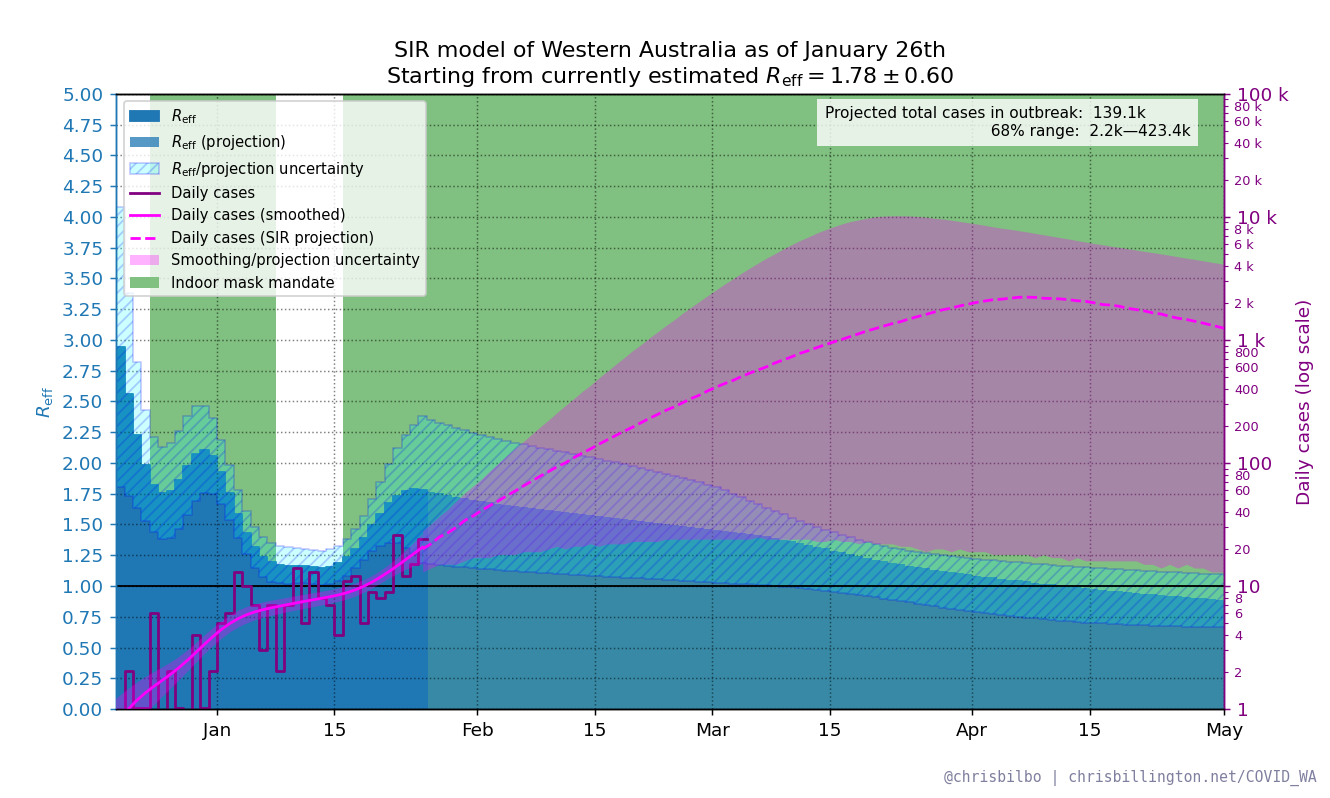 SIR model of Western Australia as of January 26th
Starting from currently estimated Reff = 1.78 ± 0.60
Projected total cases in outbreak: 139.1k
68% range: 2.2k—423.4k
Reff
Reff (projection)
Reff/projection uncertainty
Daily cases
Daily cases (smoothed)
Daily cases (SIR projection)
Smoothing/projection uncertainty
Indoor mask mandate
Reff
5.00
4.75
4.50
4.25
4.00
3.75
3.50
3.25
3.00
2.75
2.50
2.25
2.00
1.75
1.50
1.25
1.00
0.75
0.50
0.25
0.00
Jan
15
Feb
15
Mar
15
Apr
15
May
100 k
80 k
60 k
40 k
20 k
10 k
8 k
6 k
4 k
2 k
1 k
800
600
400
200
100
80
60
40
20
10
8
6
4
2
1
Daily cases (log scale)
@chrisbilbo | chrisbillington.net/COVID_WA